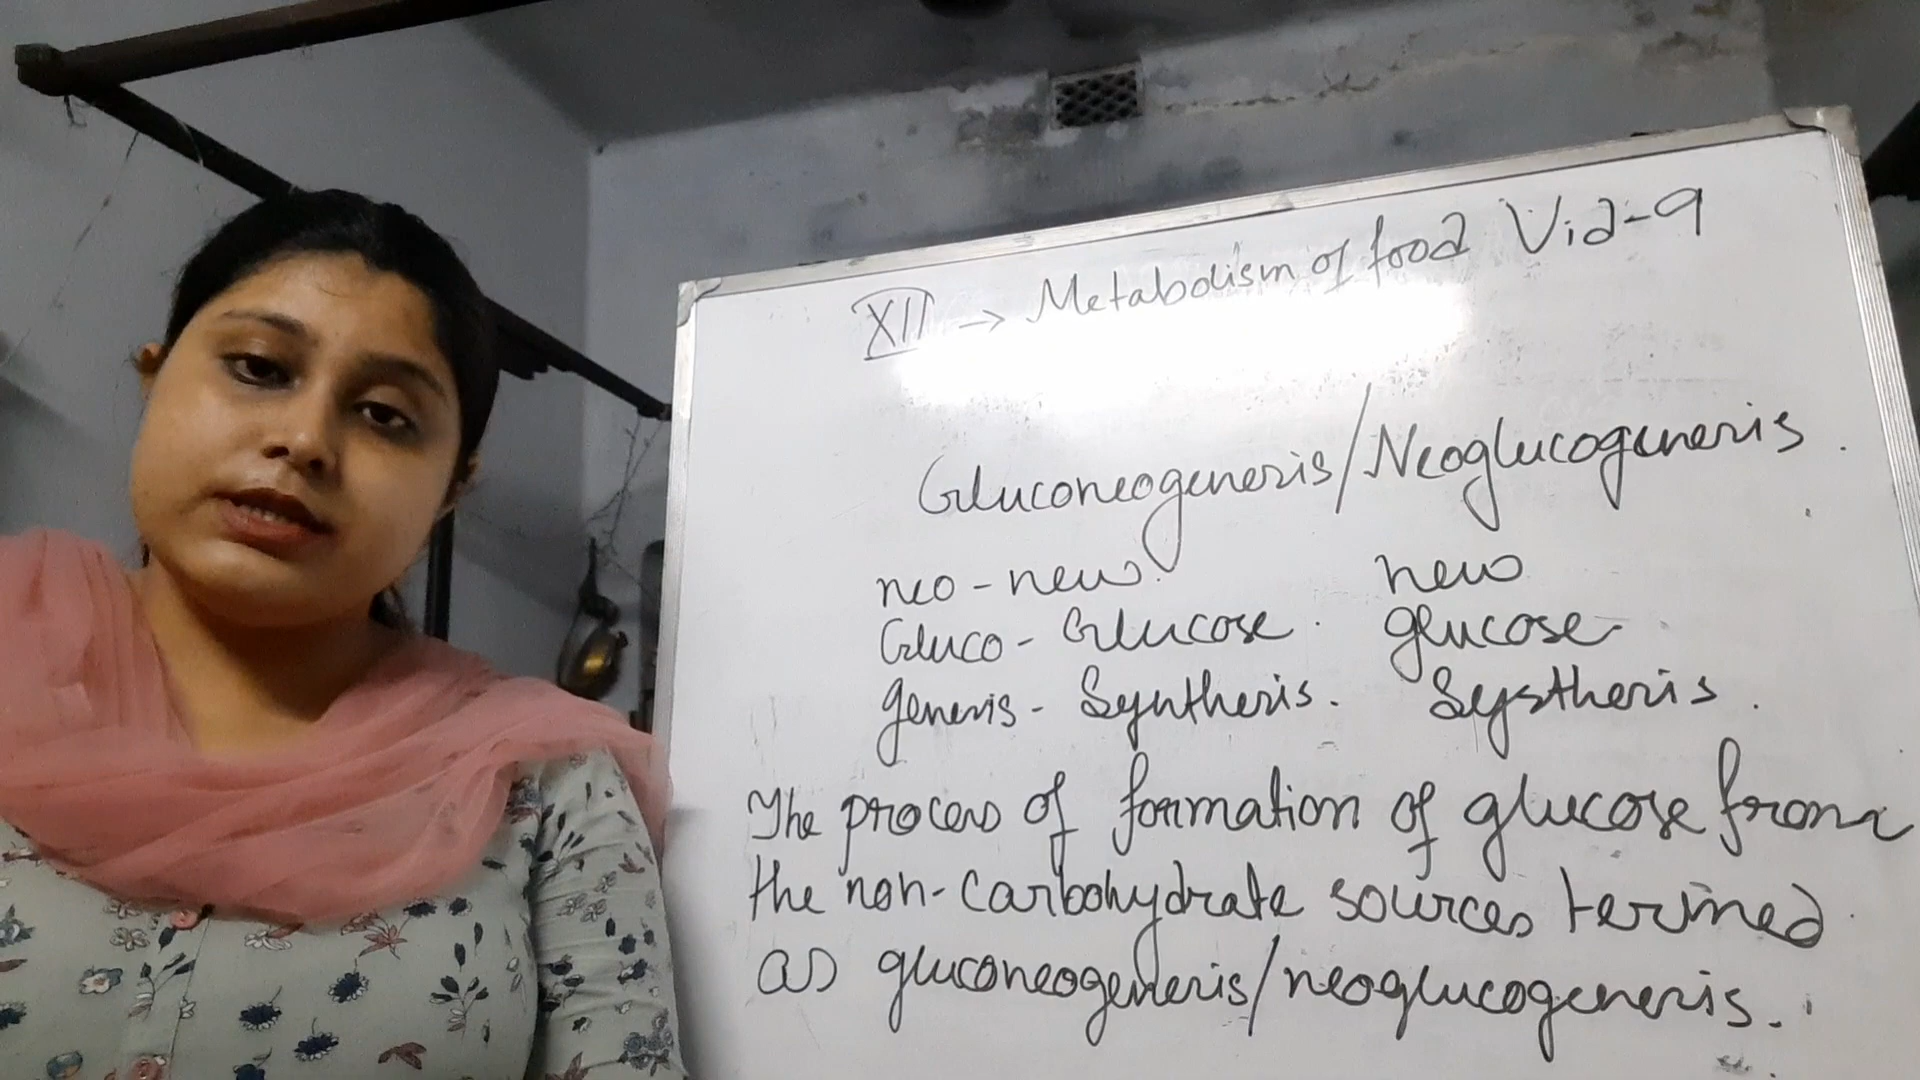 XII → Metabolism of food Vid-9
Gluconeogenesis/Neoglucogenesis.
neo - new. new
Gluco - Glucose. glucose
genesis - Synthesis. Systhesis.
The process of formation of glucose from
the non-carbohydrate sources termed
as gluconeogenesis/neoglucogenesis.